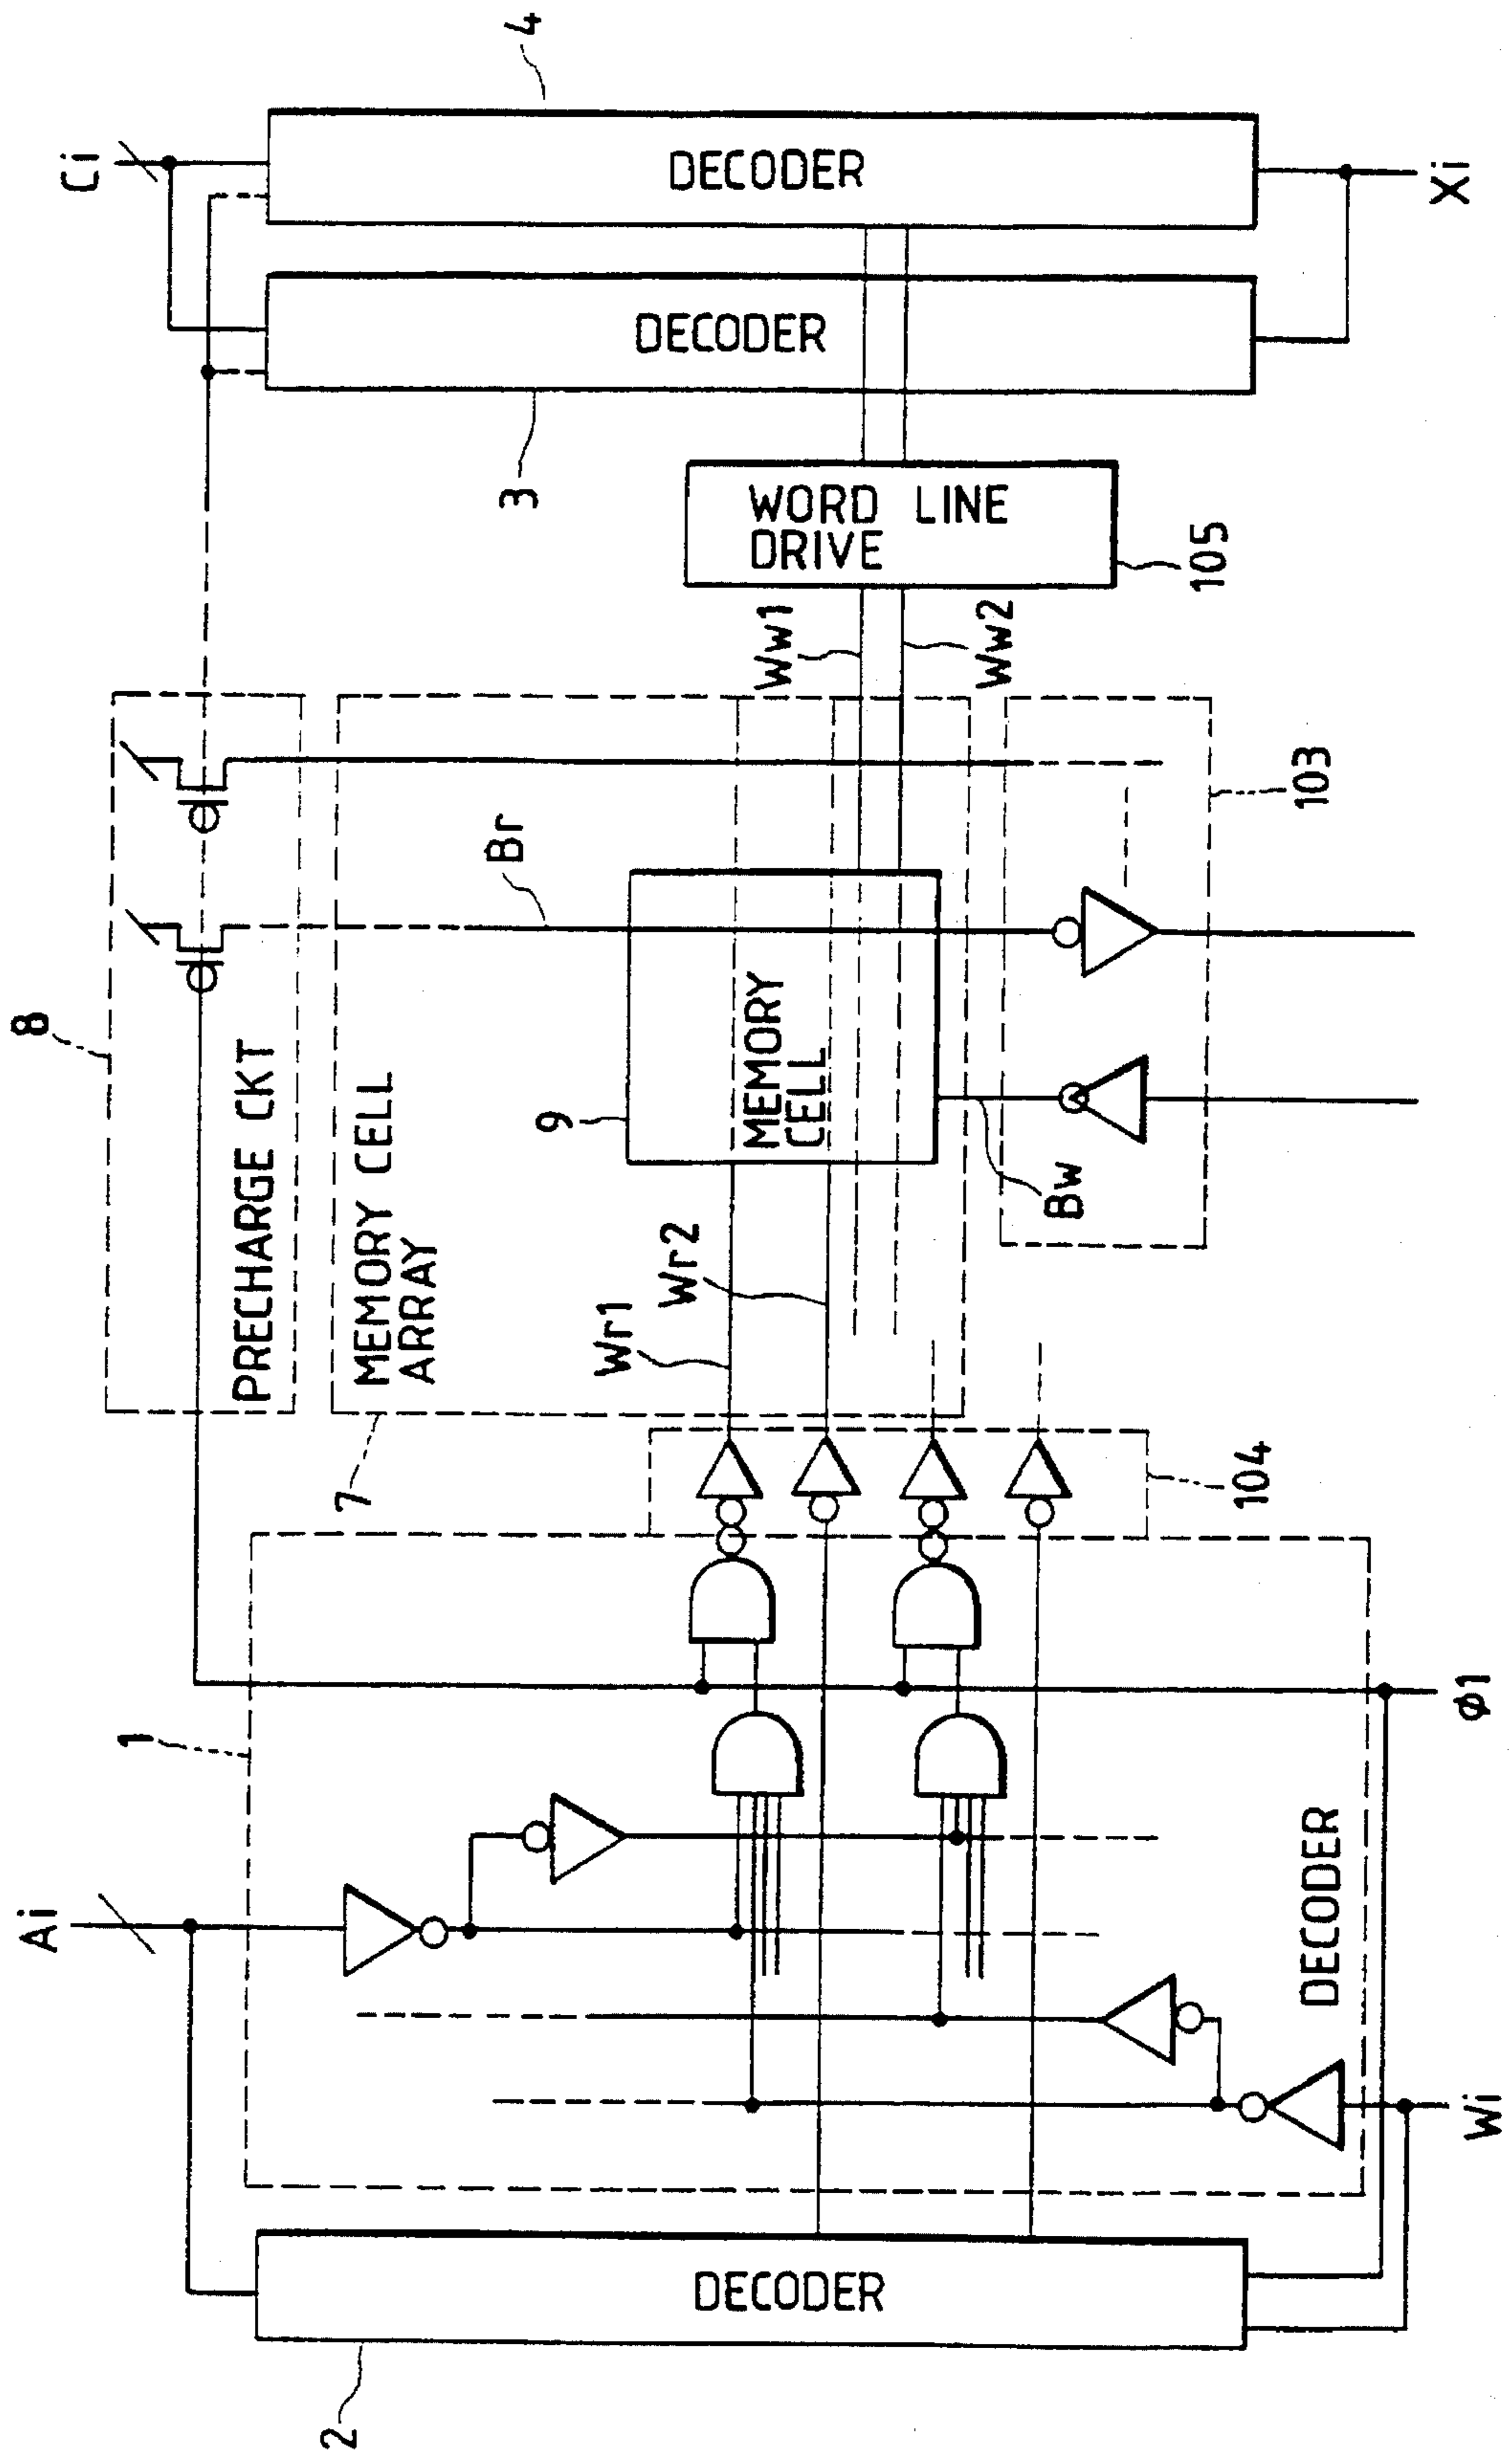 Ci
4
DECODER
Xi
DECODER
3
WORD LINE
DRIVE
105
Ww1
Ww2
103
Br
8
PRECHARGE CKT
MEMORY CELL
ARRAY
9
MEMORY
CELL
Bw
Wr2
Wr1
7
104
1
Ai
DECODER
ø1
Wi
DECODER
2